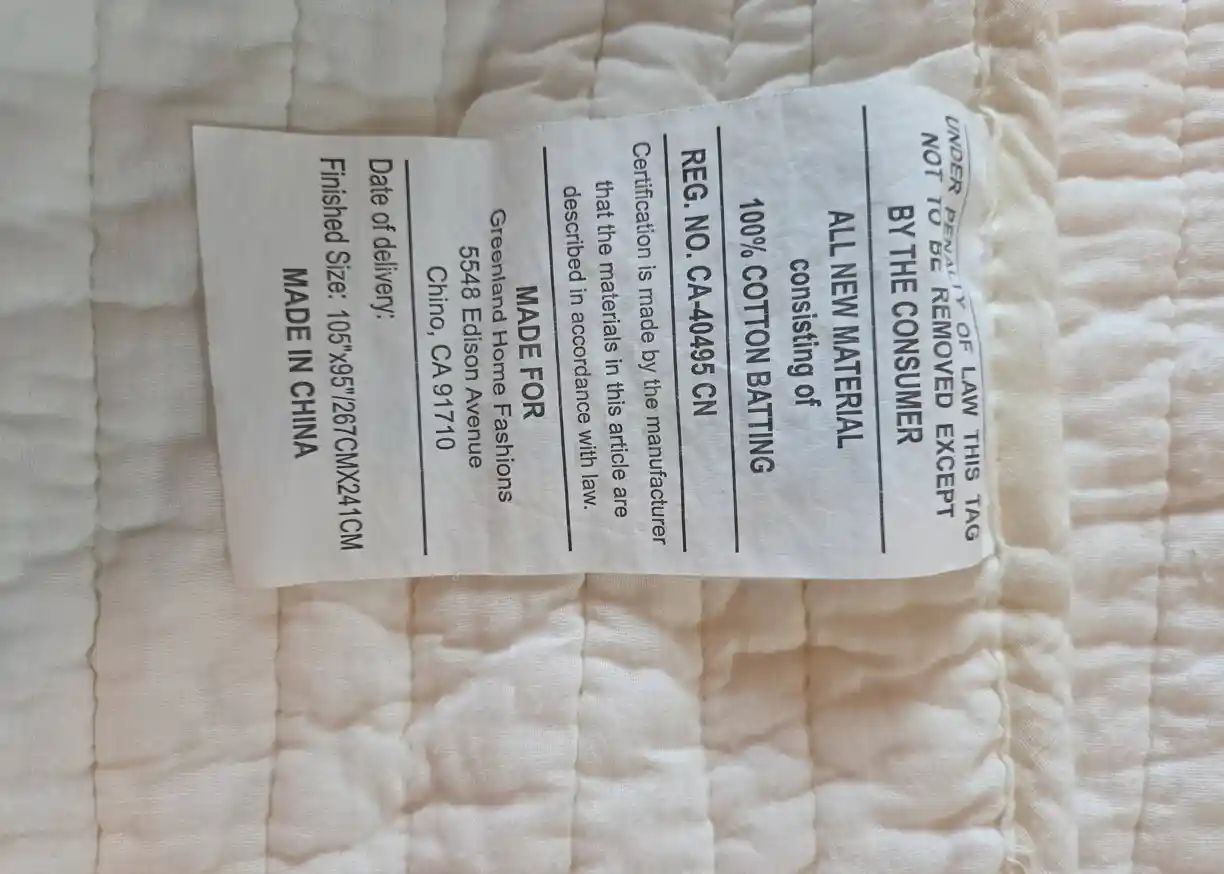 UNDER PENALTY OF LAW THIS TAG
NOT TO BE REMOVED EXCEPT
BY THE CONSUMER
ALL NEW MATERIAL
consisting of
100% COTTON BATTING
REG. NO. CA-40495 CN
Certification is made by the manufacturer
that the materials in this article are
described in accordance with law.
MADE FOR
Greenland Home Fashions
5548 Edison Avenue
Chino, CA 91710
Date of delivery:
Finished Size: 105"x95"/267CMX241CM
MADE IN CHINA